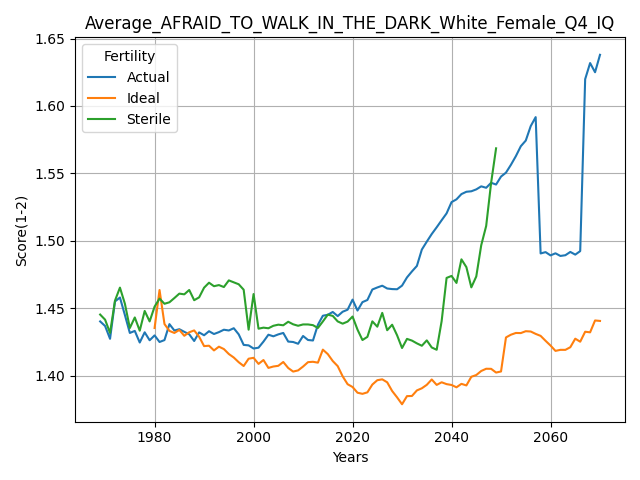 Average_AFRAID_TO_WALK_IN_THE_DARK_White_Female_Q4_IQ
Fertility
Actual
Ideal
Sterile
Score(1-2)
1.65
1.60
1.55
1.50
1.45
1.40
1980 2000 2020 2040 2060
Years